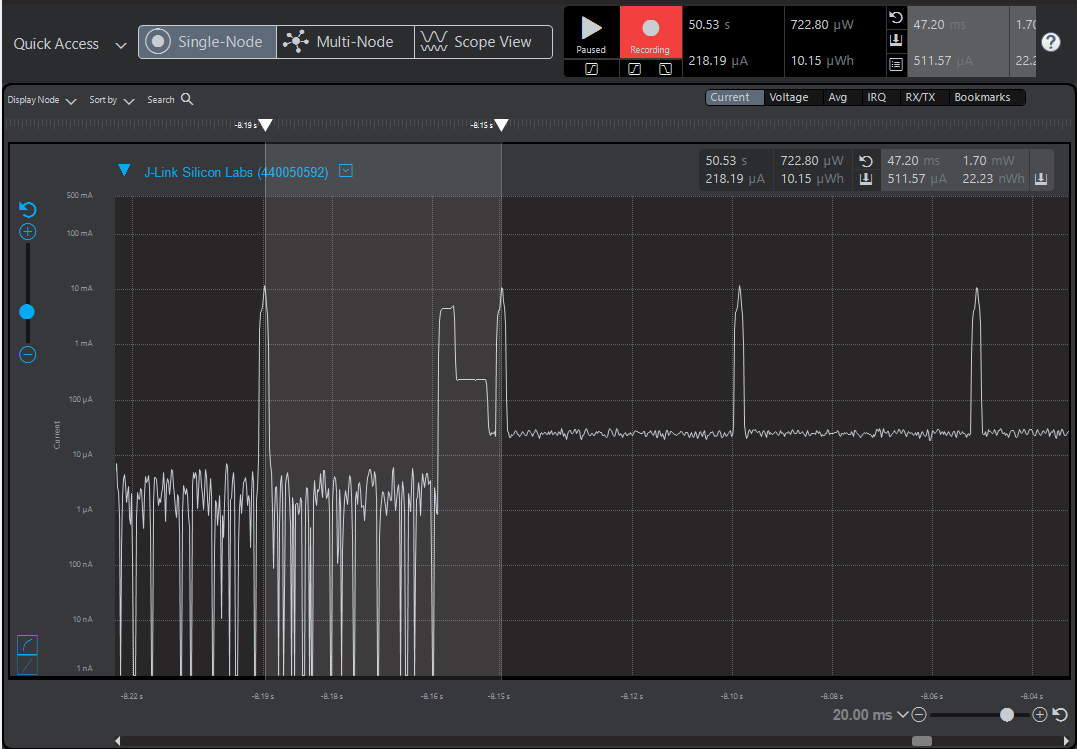 Quick Access
Single-Node
Multi-Node
Scope View
Paused
Recording
50.53 s
722.80 µW
218.19 µA
10.15 µWh
47.20 ms
1.70
511.57 µA
22.2
?
Display Node
Sort by
Search
Current Voltage Avg IRQ RX/TX Bookmarks
-8.19 s
-8.15 s
J-Link Silicon Labs (440050592)
50.53 s 722.80 µW 47.20 ms 1.70 mW
218.19 µA 10.15 µWh 511.57 µA 22.23 nWh
500 mA
100 mA
10 mA
1 mA
100 µA
Current
10 µA
1 µA
100 nA
10 nA
1 nA
-8.22 s -8.19 s -8.18 s -8.16 s -8.15 s -8.12 s -8.10 s -8.08 s -8.06 s -8.04 s
20.00 ms